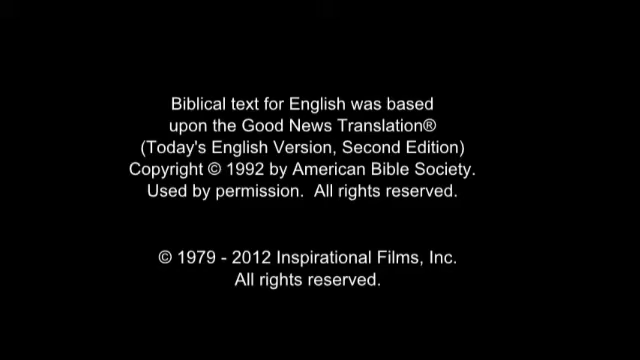 Biblical text for English was based
upon the Good News Translation®
(Today's English Version, Second Edition)
Copyright © 1992 by American Bible Society.
Used by permission.  All rights reserved.
© 1979 - 2012 Inspirational Films, Inc.
All rights reserved.